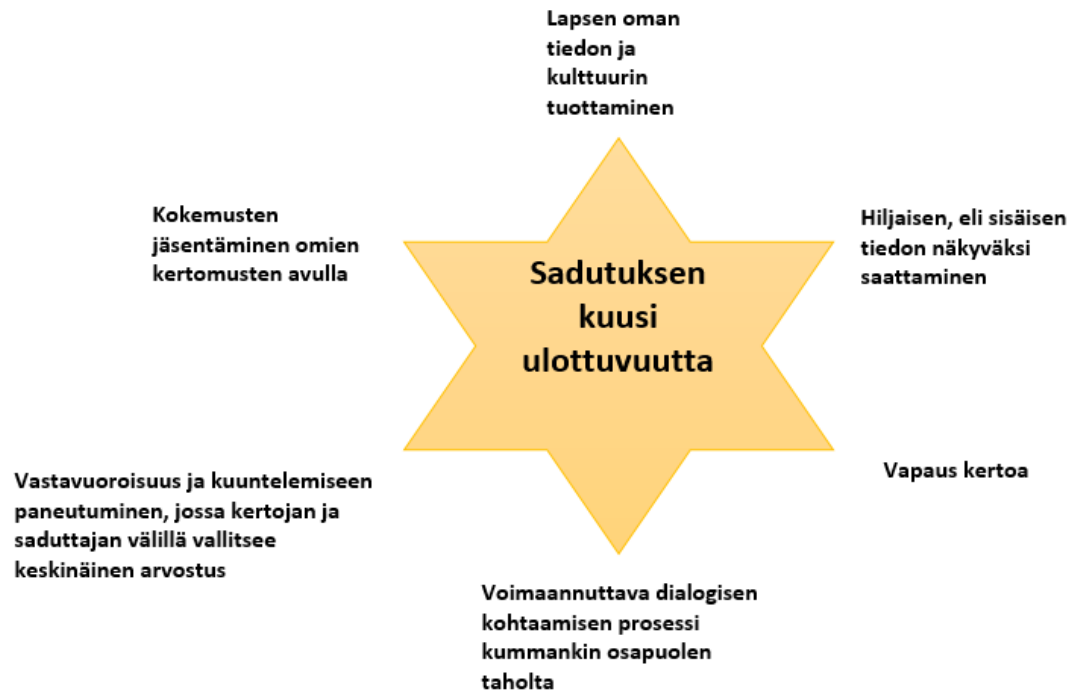 Lapsen oman
tiedon ja
kulttuurin
tuottaminen
Kokemusten
jäsentäminen omien
kertomusten avulla
Hiljaisen, eli sisäisen
tiedon näkyväksi
saattaminen
Sadutuksen
kuusi
ulottuvuutta
Vastavuoroisuus ja kuuntelemiseen
paneutuminen, jossa kertojan ja
saduttajan välillä vallitsee
keskinäinen arvostus
Vapaus kertoa
Voimaannuttava dialogisen
kohtaamisen prosessi
kummankin osapuolen
taholta